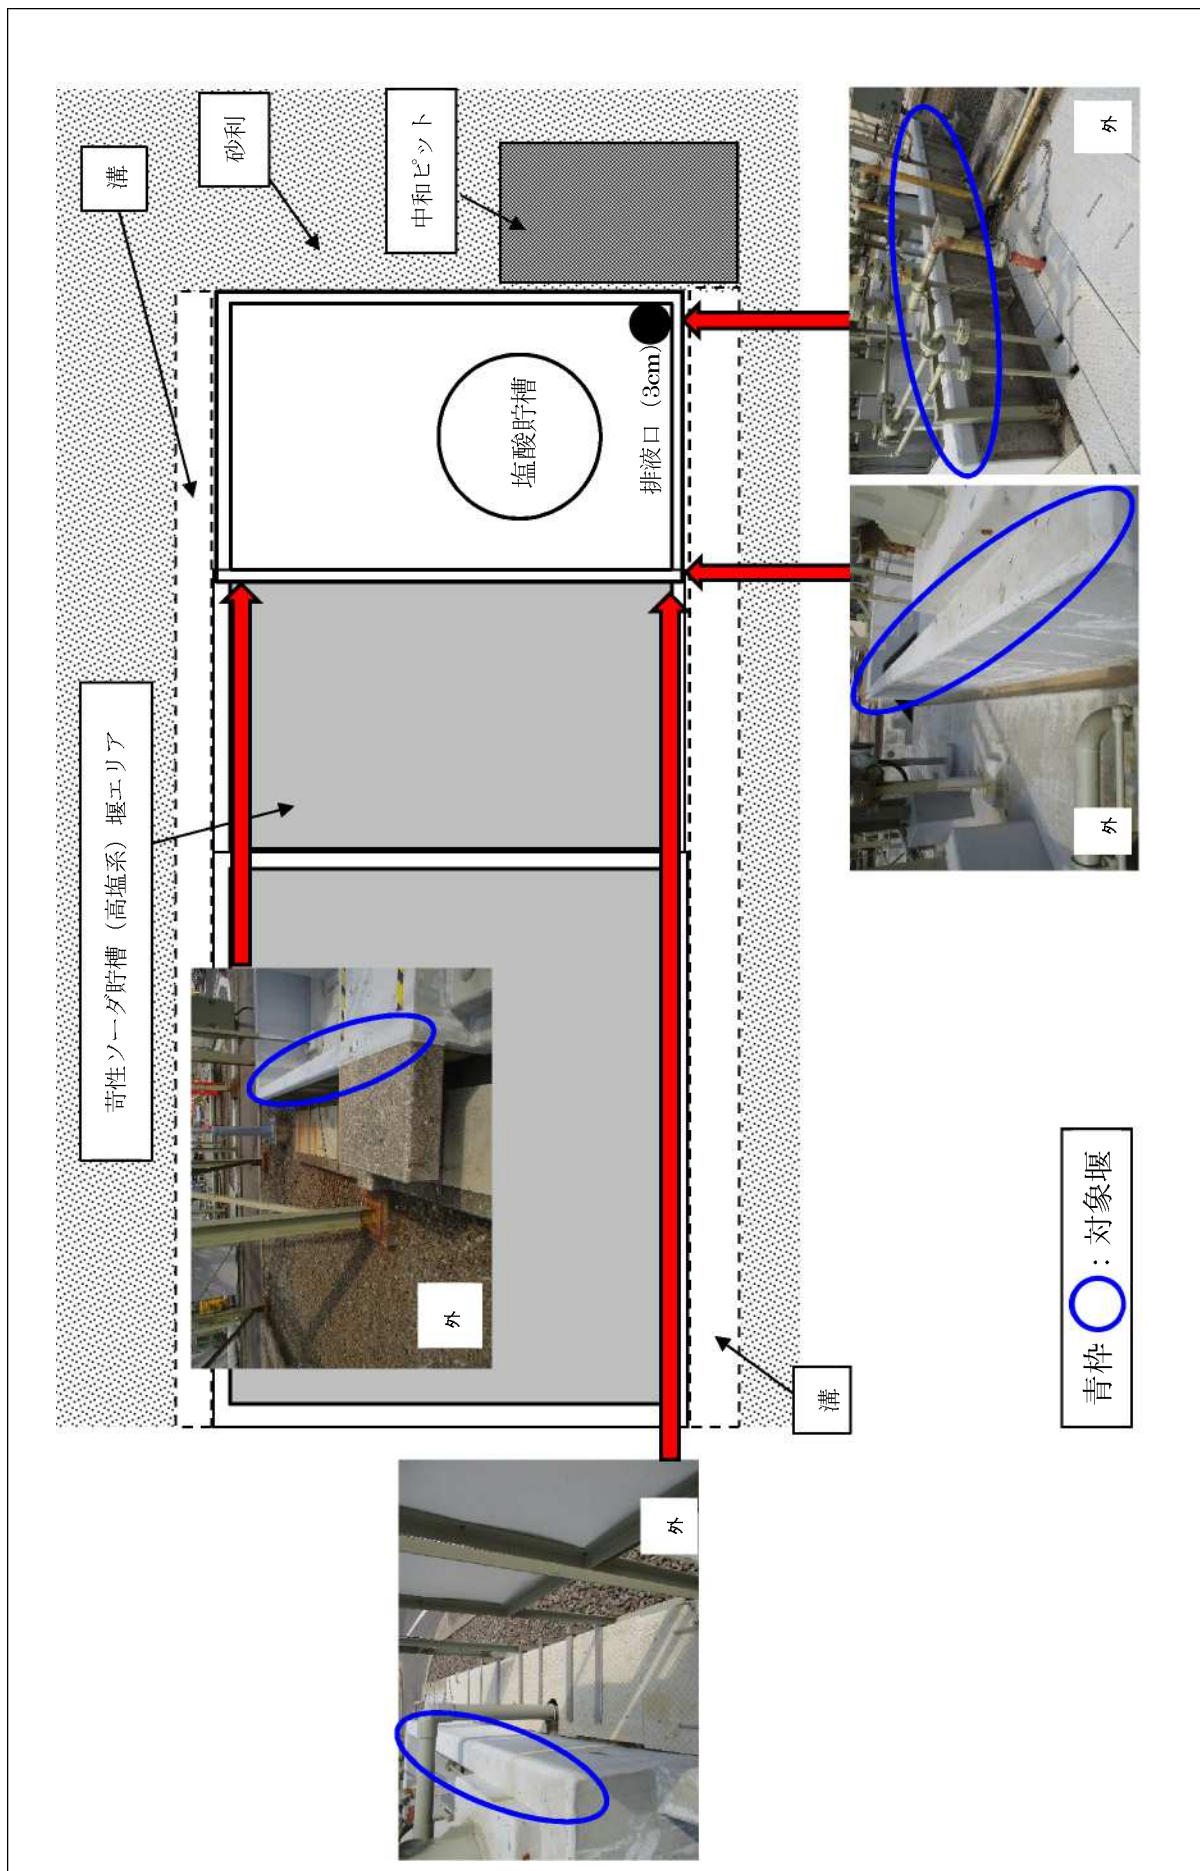 溝
砂利
中和ピット
塩酸貯槽
排液口（3cm）
苛性ソーダ貯槽（高塩系）堰エリア
外
外
外
外
溝
青枠　：対象堰